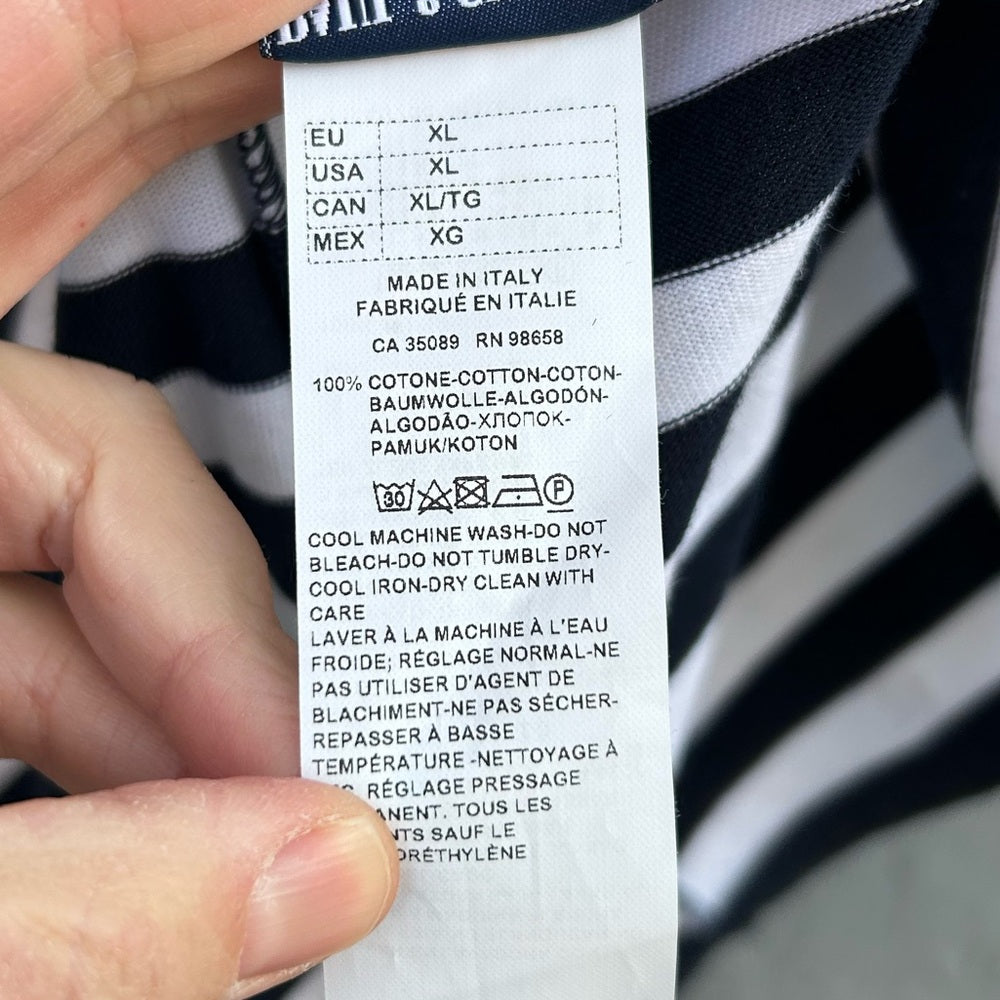 EU XL
USA XL
CAN XL/TG
MEX XG
MADE IN ITALY
FABRIQUÉ EN ITALIE
CA 35089 RN 98658
100% COTONE-COTTON-COTON-
BAUMWOLLE-ALGODÓN-
ALGODÃO-ХЛОПОК-
PAMUK/KOTON
30 P
COOL MACHINE WASH-DO NOT
BLEACH-DO NOT TUMBLE DRY-
COOL IRON-DRY CLEAN WITH
CARE
LAVER À LA MACHINE À L'EAU
FROIDE; RÉGLAGE NORMAL-NE
PAS UTILISER D'AGENT DE
BLACHIMENT-NE PAS SÉCHER-
REPASSER À BASSE
TEMPÉRATURE -NETTOYAGE À
RÉGLAGE PRESSAGE
ANENT. TOUS LES
NTS SAUF LE
ORÉTHYLÈNE